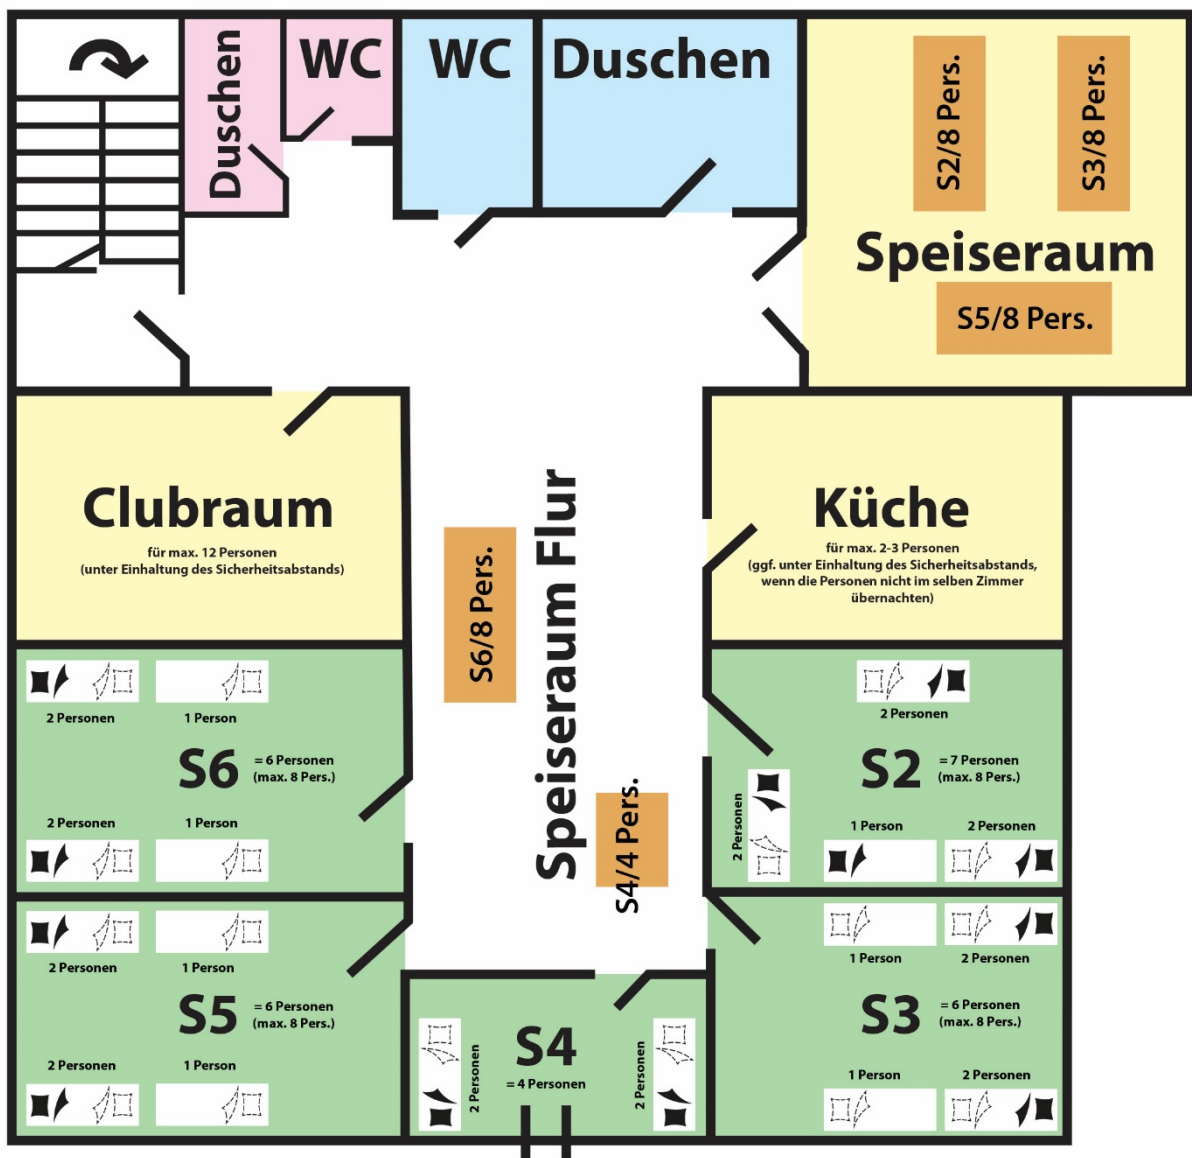 Duschen
WC
WC
Duschen
S2/8 Pers.
S3/8 Pers.
Speiseraum
S5/8 Pers.
Clubraum
für max. 12 Personen
(unter Einhaltung des Sicherheitsabstands)
S6/8 Pers.
Speiseraum Flur
S4/4 Pers.
Küche
für max. 2-3 Personen
(ggf. unter Einhaltung des Sicherheitsabstands,
wenn die Personen nicht im selben Zimmer
übernachten)
2 Personen
1 Person
S6
= 6 Personen
(max. 8 Pers.)
2 Personen
1 Person
2 Personen
S2
= 7 Personen
(max. 8 Pers.)
2 Personen
1 Person
2 Personen
2 Personen
1 Person
S5
= 6 Personen
(max. 8 Pers.)
2 Personen
1 Person
S4
= 4 Personen
2 Personen
2 Personen
1 Person
2 Personen
S3
= 6 Personen
(max. 8 Pers.)
1 Person
2 Personen